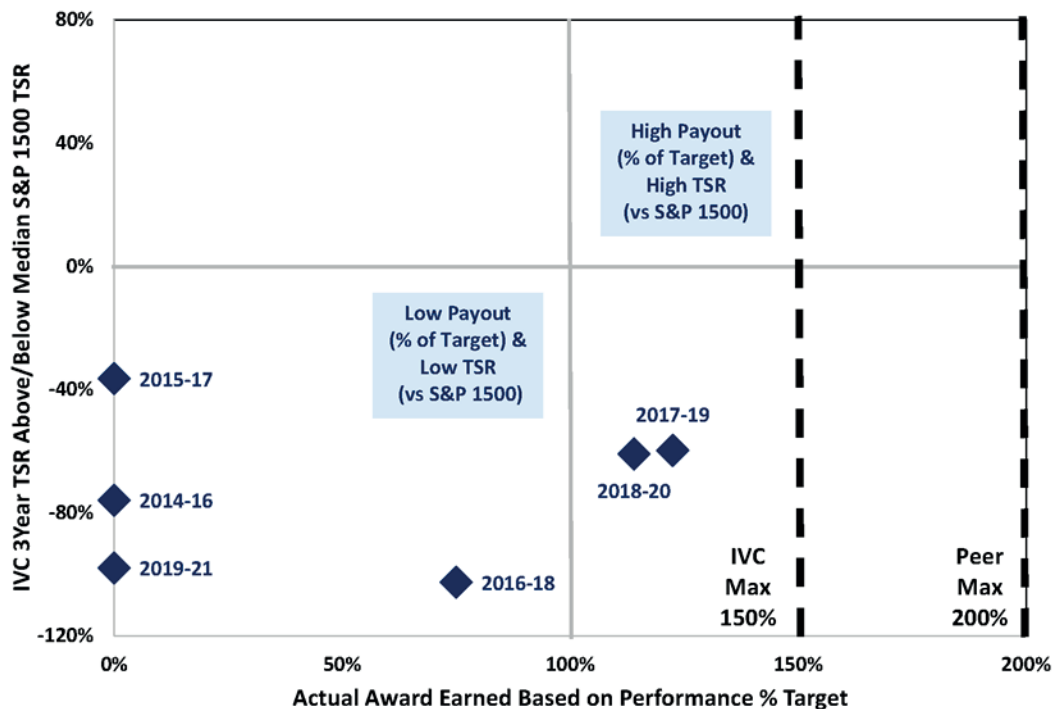 80%
40%
0%
-40%
-80%
-120%
IVC 3Year TSR Above/Below Median S&P 1500 TSR
High Payout
(% of Target) &
High TSR
(vs S&P 1500)
Low Payout
(% of Target) &
Low TSR
(vs S&P 1500)
2015-17
2017-19
2018-20
2014-16
2019-21
2016-18
IVC
Max
150%
Peer
Max
200%
0%
50%
100%
150%
200%
Actual Award Earned Based on Performance % Target